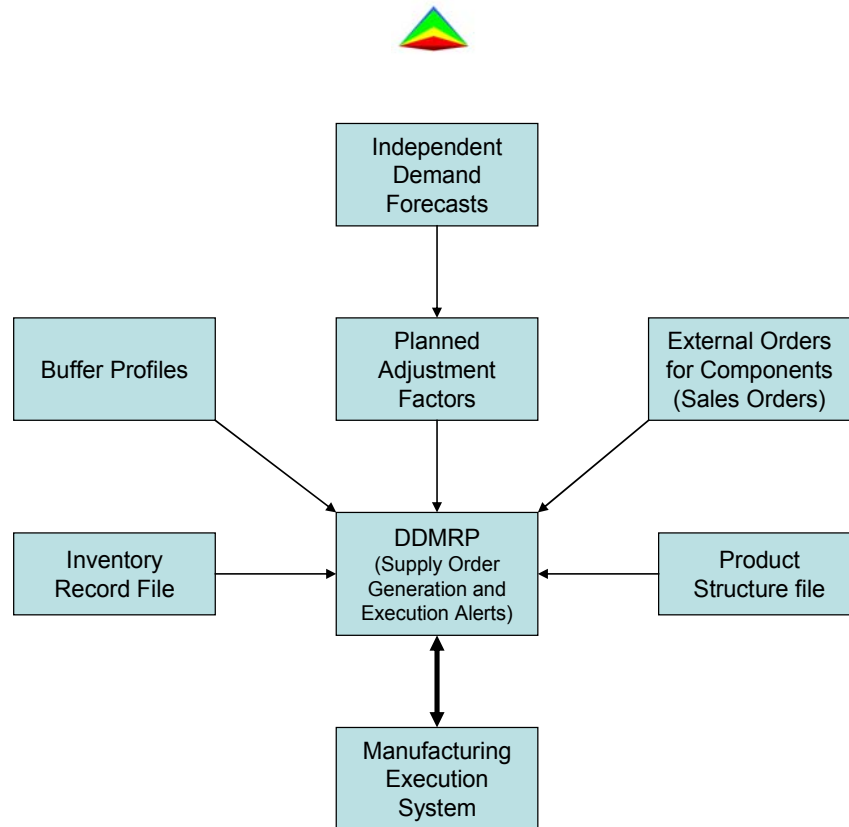 Independent
Demand
Forecasts
Buffer Profiles
Planned
Adjustment
Factors
External Orders
for Components
(Sales Orders)
Inventory
Record File
DDMRP
(Supply Order
Generation and
Execution Alerts)
Product
Structure file
Manufacturing
Execution
System